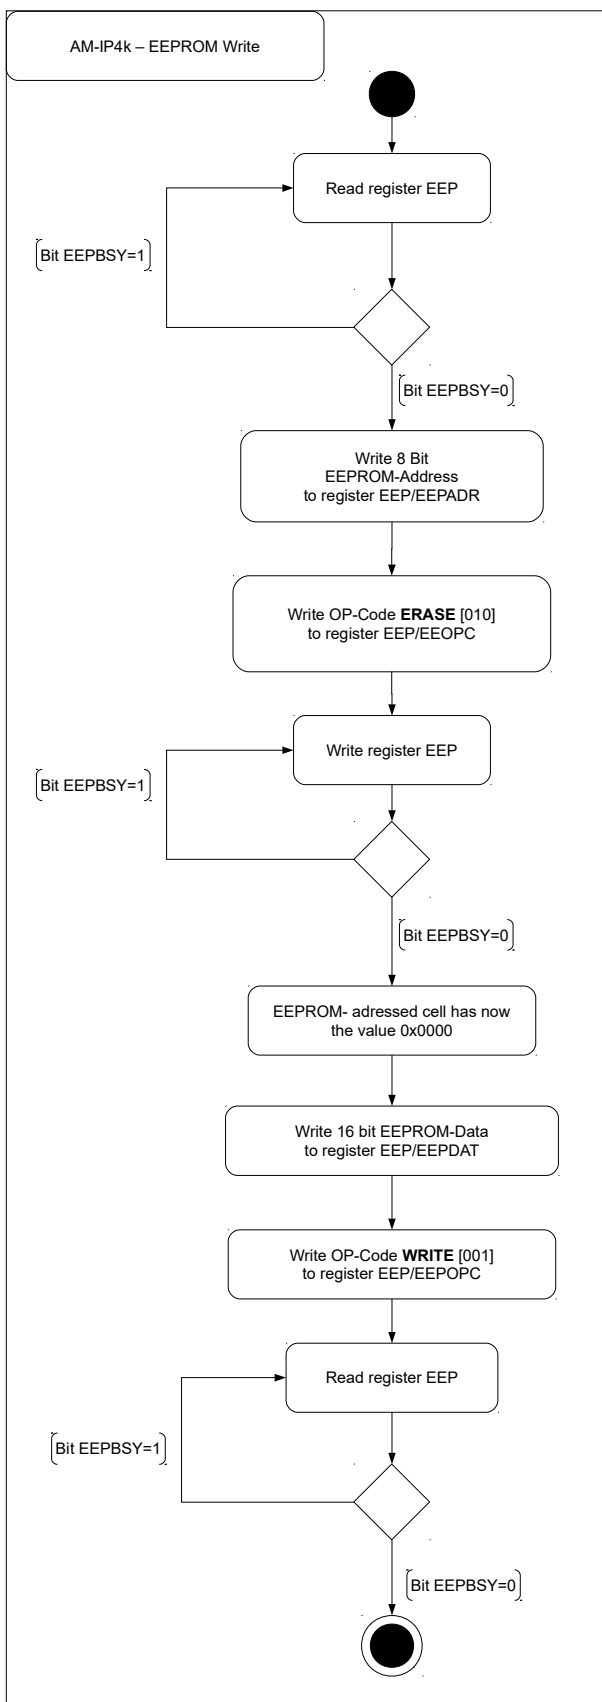 AM-IP4k – EEPROM Write
Read register EEP
[Bit EEPBSY=1]
[Bit EEPBSY=0]
Write 8 Bit
EEPROM-Address
to register EEP/EEPADR
Write OP-Code ERASE [010]
to register EEP/EEOPC
Write register EEP
[Bit EEPBSY=1]
[Bit EEPBSY=0]
EEPROM- adressed cell has now
the value 0x0000
Write 16 bit EEPROM-Data
to register EEP/EEPDAT
Write OP-Code WRITE [001]
to register EEP/EEPOPC
Read register EEP
[Bit EEPBSY=1]
[Bit EEPBSY=0]